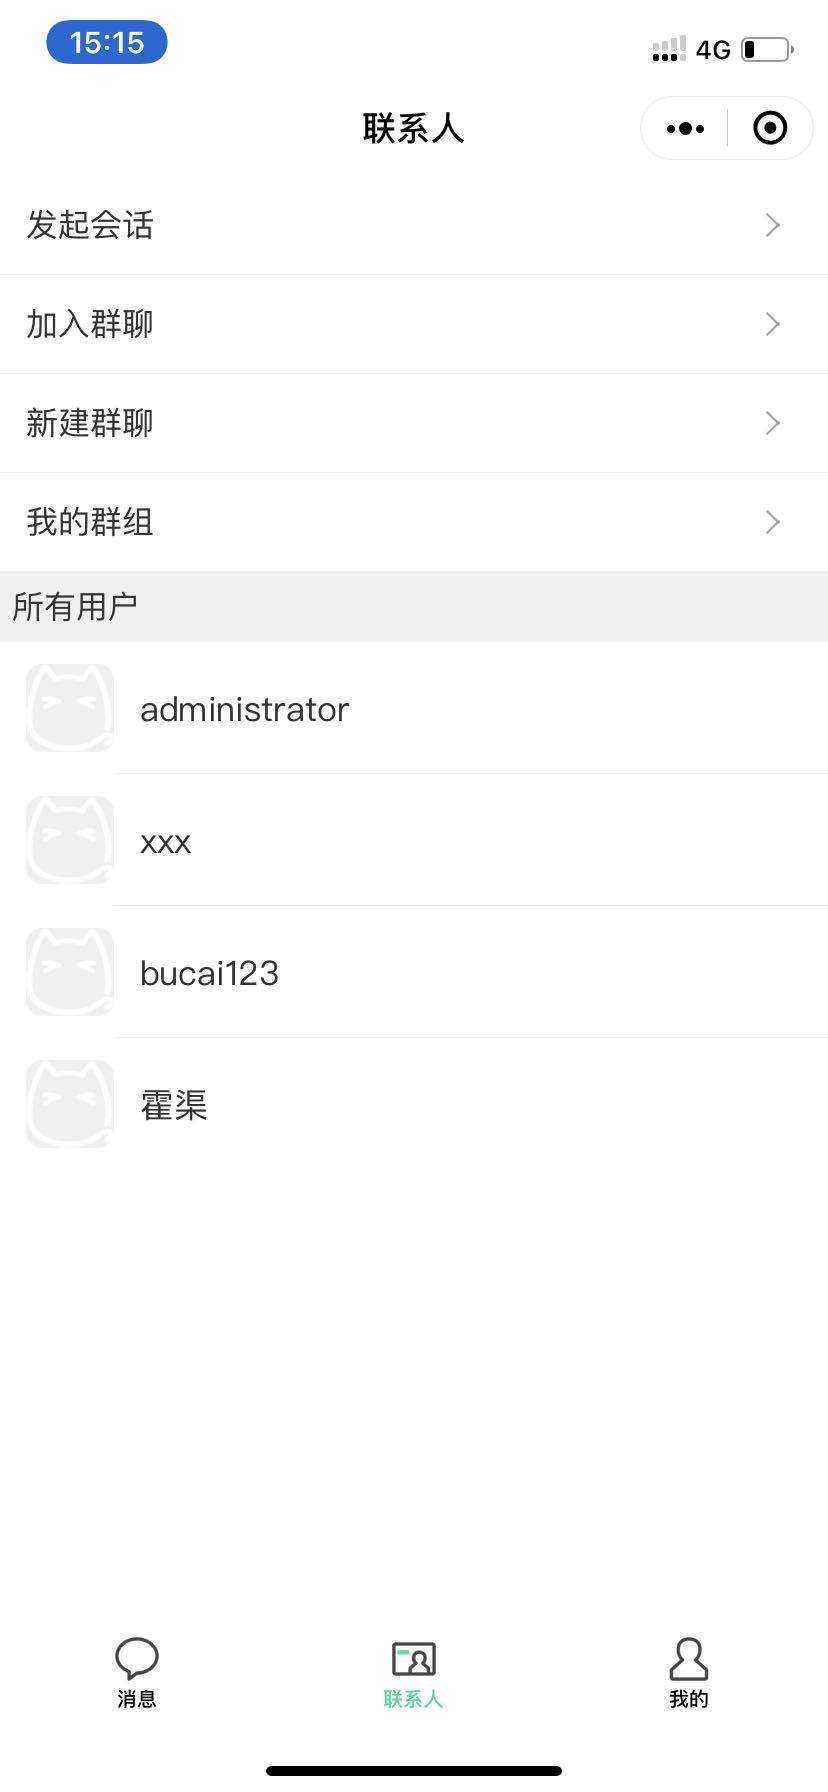 15:15
4G
联系人
发起会话
加入群聊
新建群聊
我的群组
所有用户
administrator
xxx
bucai123
霍渠
消息
联系人
我的